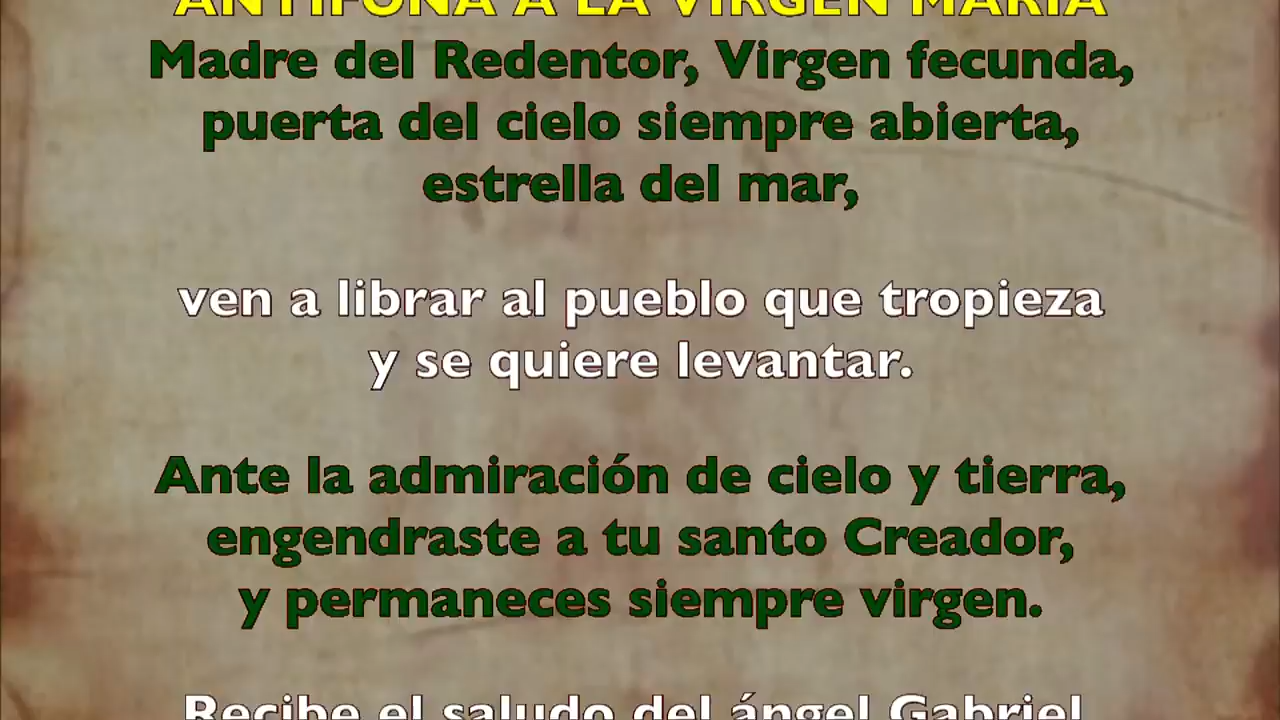 ANTÍFONA A LA VIRGEN MARÍA
Madre del Redentor, Virgen fecunda,
puerta del cielo siempre abierta,
estrella del mar,
ven a librar al pueblo que tropieza
y se quiere levantar.
Ante la admiración de cielo y tierra,
engendraste a tu santo Creador,
y permaneces siempre virgen.
Recibe el saludo del ángel Gabriel